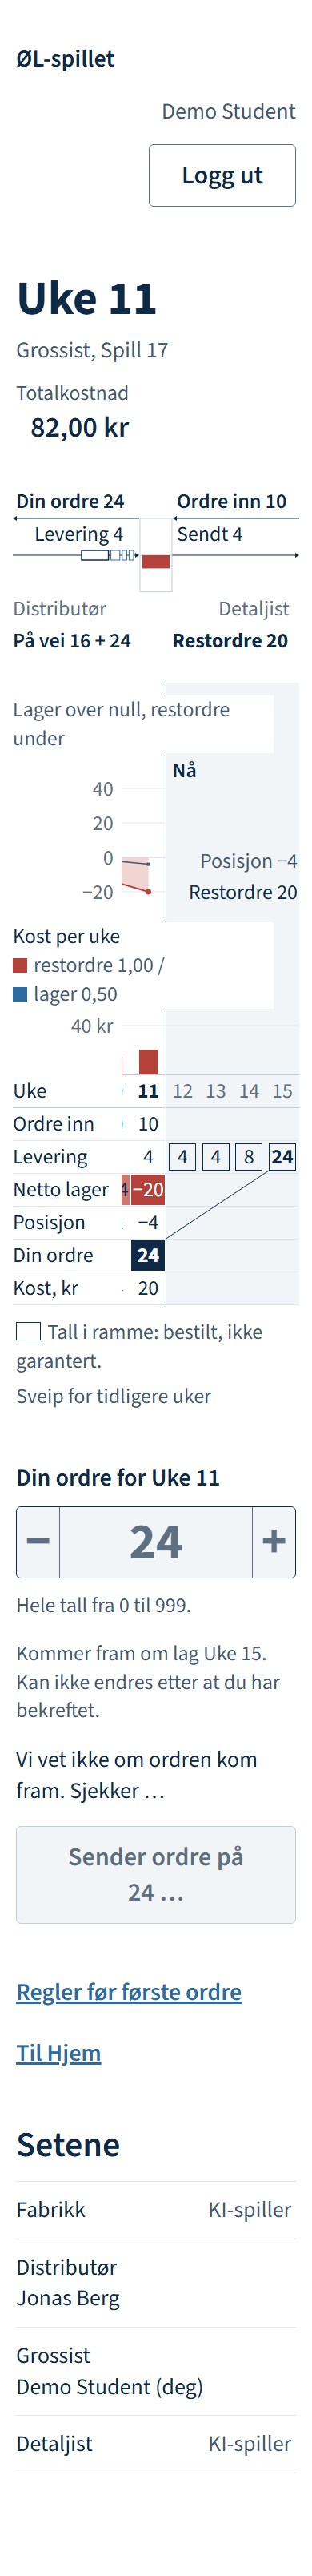 ØL-spillet
Demo Student
Logg ut
Uke 11
Grossist, Spill 17
Totalkostnad
82,00 kr
Din ordre 24
Ordre inn 10
Levering 4
Sendt 4
Distributør
Detaljist
På vei 16 + 24
Restordre 20
Lager over null, restordre
under
Nå
40
20
0
−20
Posisjon −4
Restordre 20
Kost per uke
restordre 1,00 /
lager 0,50
40 kr
Uke 11 12 13 14 15
Ordre inn 10
Levering 4 4 4 8 24
Netto lager −20
Posisjon −4
Din ordre 24
Kost, kr 20
Tall i ramme: bestilt, ikke
garantert.
Sveip for tidligere uker
Din ordre for Uke 11
− 24 +
Hele tall fra 0 til 999.
Kommer fram om lag Uke 15.
Kan ikke endres etter at du har
bekreftet.
Vi vet ikke om ordren kom
fram. Sjekker …
Sender ordre på
24 …
Regler før første ordre
Til Hjem
Setene
Fabrikk KI-spiller
Distributør
Jonas Berg
Grossist
Demo Student (deg)
Detaljist KI-spiller